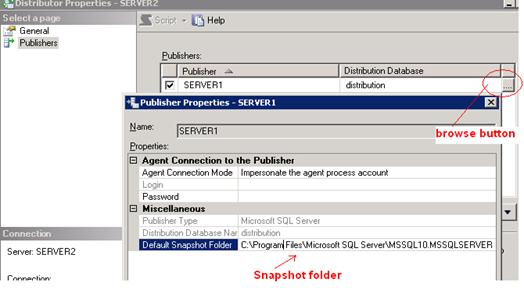 Distributor Properties - SERVER2
Select a page
General
Publishers
Script
Help
Publishers:
Publisher
Distribution Database
SERVER1
distribution
...
browse button
Publisher Properties - SERVER1
Name:
SERVER1
Properties:
Agent Connection to the Publisher
Agent Connection Mode Impersonate the agent process account
Login
Password
Miscellaneous
Publisher Type Microsoft SQL Server
Distribution Database Nar distribution
Default Snapshot Folder C:\Program Files\Microsoft SQL Server\MSSQL10.MSSQLSERVER
Snapshot folder
Connection
Server: SERVER2
Connection: